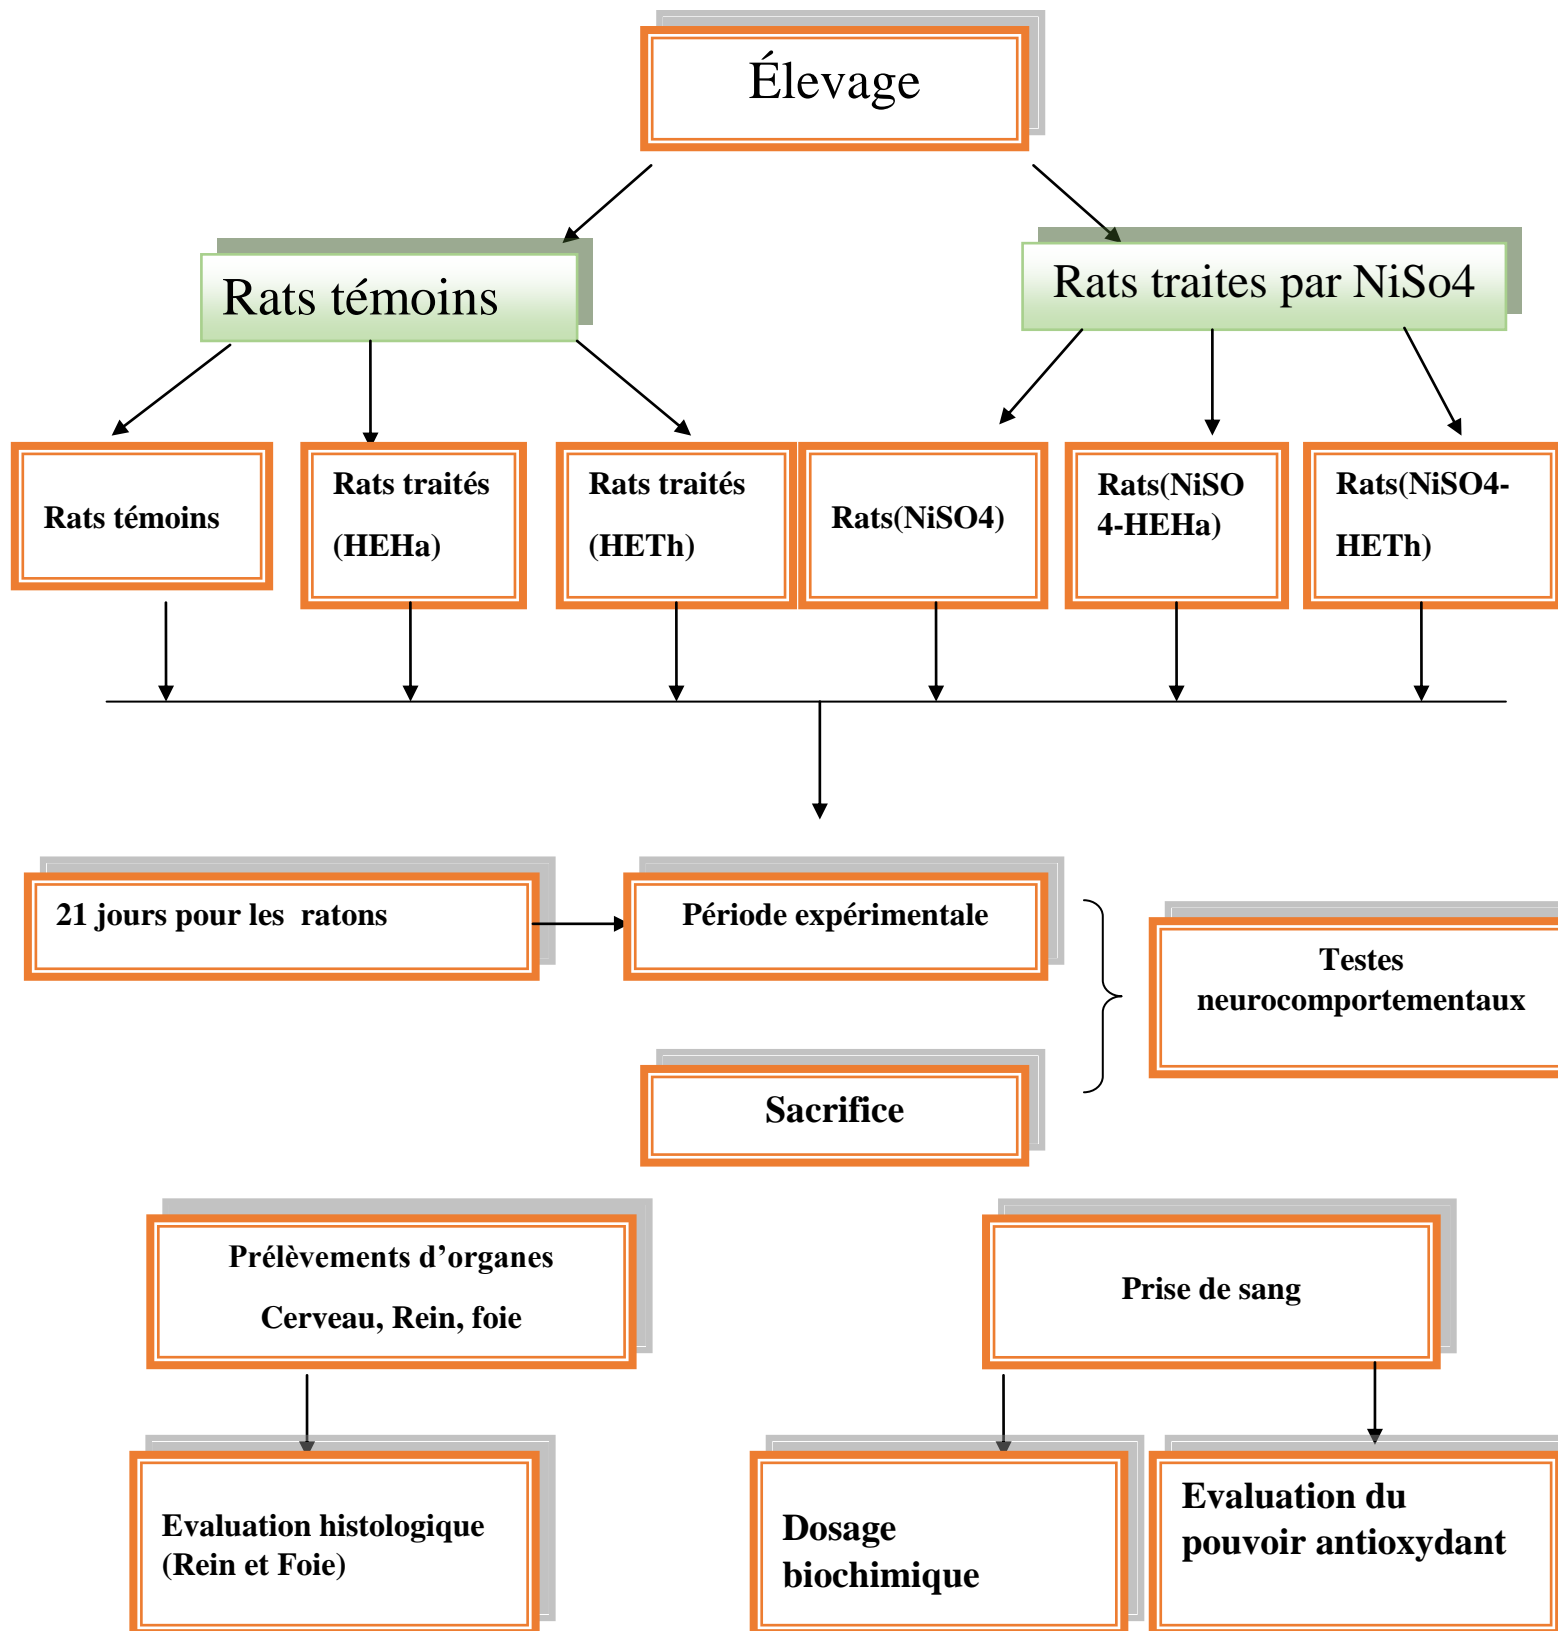 Élevage
Rats témoins
Rats traites par NiSo4
Rats témoins
Rats traités
(HEHa)
Rats traités
(HETh)
Rats(NiSO4)
Rats(NiSO
4-HEHa)
Rats(NiSO4-
HETh)
21 jours pour les ratons
Période expérimentale
Testes
neurocomportementaux
Sacrifice
Prélèvements d’organes
Cerveau, Rein, foie
Prise de sang
Evaluation histologique
(Rein et Foie)
Dosage
biochimique
Evaluation du
pouvoir antioxydant